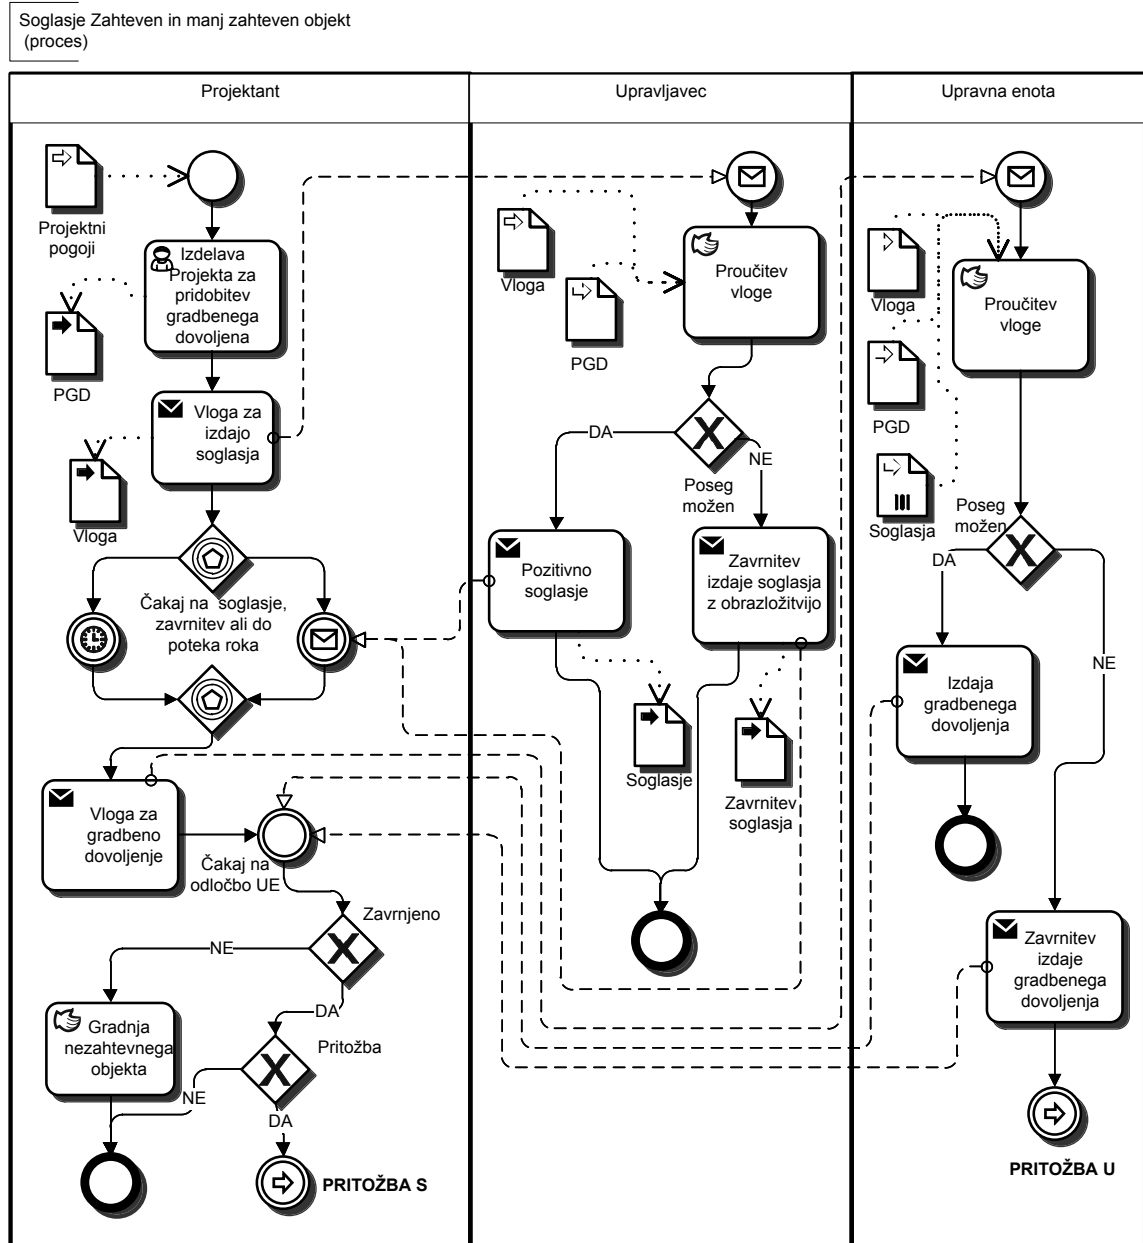 Soglasje Zahteven in manj zahteven objekt
(proces)
Projektant
Upravljavec
Upravna enota
Projektni
pogoji
Izdelava
Projekta za
pridobitev
gradbenega
dovoljena
PGD
Vloga za
izdajo
soglasja
Vloga
Čakaj na soglasje,
zavrnitev ali do
poteka roka
Vloga za
gradbeno
dovoljenje
Čakaj na
odločbo UE
Zavrnjeno
NE
DA
Gradnja
nezahtevnega
objekta
Pritožba
NE
DA
PRITOŽBA S
Vloga
PGD
Proučitev
vloge
DA
NE
Poseg
možen
Pozitivno
soglasje
Zavrnitev
izdaje soglasja
z obrazložitvijo
Soglasje
Zavrnitev
soglasja
Vloga
PGD
Soglasja
Proučitev
vloge
Poseg
možen
DA
NE
Izdaja
gradbenega
dovoljenja
Zavrnitev
izdaje
gradbenega
dovoljenja
PRITOŽBA U